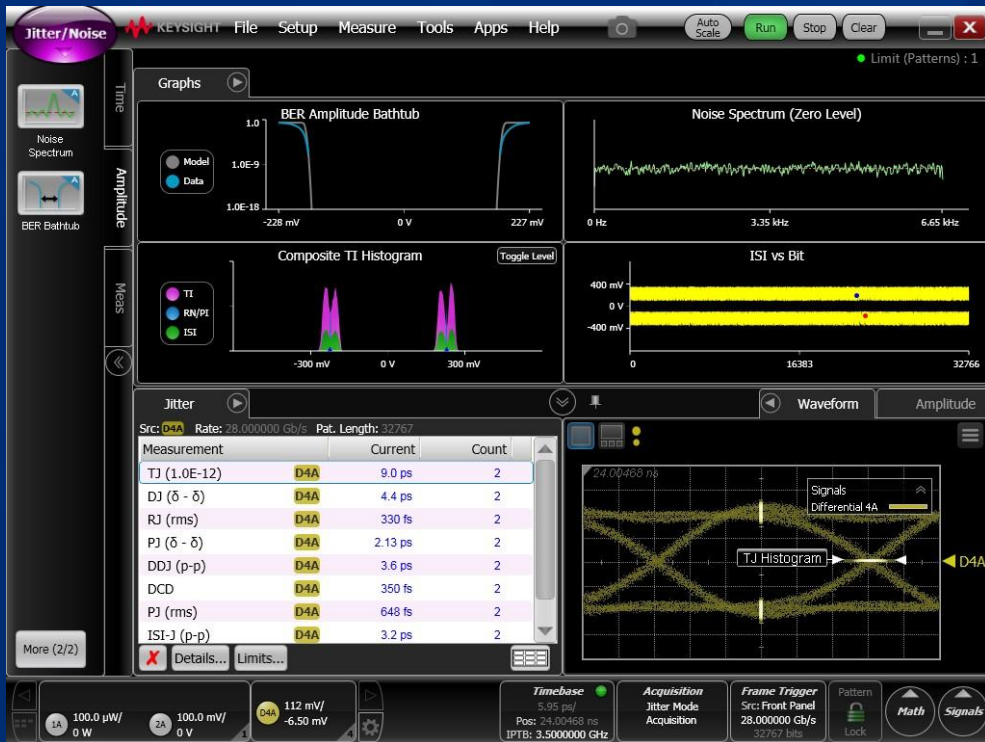 Jitter/Noise
KEYSIGHT File Setup Measure Tools Apps Help
Auto Scale
Run
Stop
Clear
X
Limit (Patterns) : 1
A
Noise
Spectrum
A
BER Bathtub
More (2/2)
Time
Amplitude
Meas
Graphs
BER Amplitude Bathtub
Model
Data
1.0
1.0E-9
1.0E-18
-228 mV 0 V 227 mV
Noise Spectrum (Zero Level)
0 Hz 3.35 kHz 6.65 kHz
Composite TI Histogram
Toggle Level
TI
RN/PI
ISI
-300 mV 0 V 300 mV
ISI vs Bit
400 mV
0 V
-400 mV
0 16383 32766
Jitter
Src: D4A Rate: 28.000000 Gb/s Pat. Length: 32767
Measurement Current Count
TJ (1.0E-12) D4A 9.0 ps 2
DJ (δ - δ) D4A 4.4 ps 2
RJ (rms) D4A 330 fs 2
PJ (δ - δ) D4A 2.13 ps 2
DDJ (p-p) D4A 3.6 ps 2
DCD D4A 350 fs 2
PJ (rms) D4A 648 fs 2
ISI-J (p-p) D4A 3.2 ps 2
Details... Limits...
Waveform Amplitude
24.00468 ns
Signals
Differential 4A
TJ Histogram
D4A
1A 100.0 µW/
0 W
1
2A 100.0 mV/
0 V
1
D4A 112 mV/
-6.50 mV
2
Timebase
5.95 ps/
Pos: 24.00468 ns
IPTB: 3.5000000 GHz
Acquisition
Jitter Mode
Acquisition
Frame Trigger
Src: Front Panel
28.000000 Gb/s
32767 bits
Pattern
Lock
Math
Signals